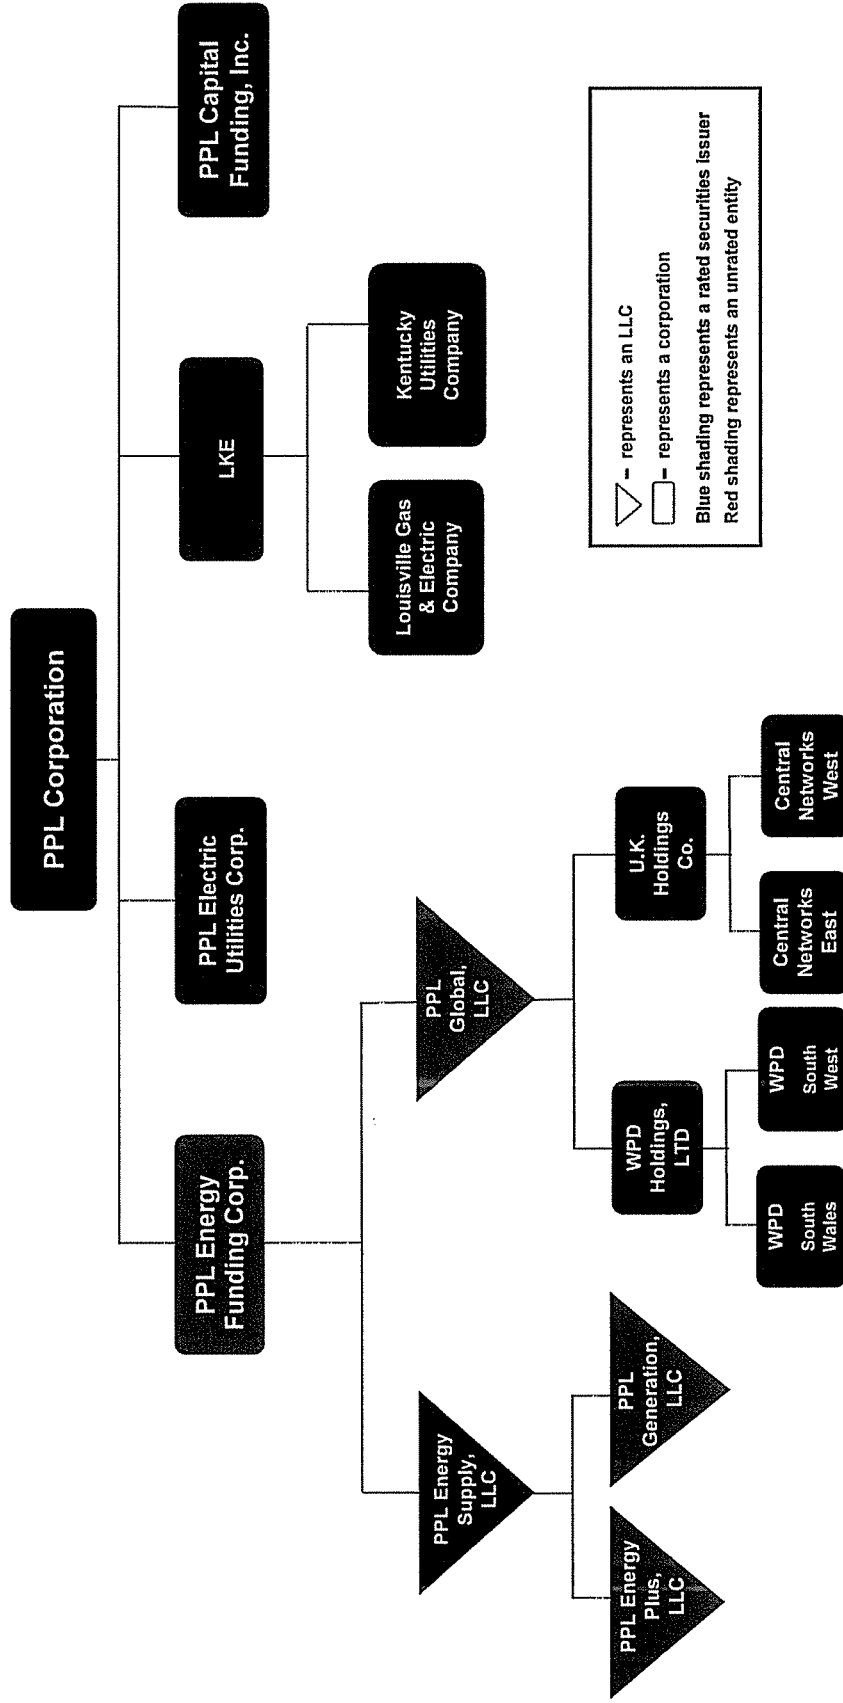 PPL Corporation
PPL Energy
Funding Corp.
PPL Electric
Utilities Corp.
LKE
PPL Capital
Funding, Inc.
PPL Energy
Supply,
LLC
PPL
Global,
LLC
Louisville Gas
& Electric
Company
Kentucky
Utilities
Company
PPL Energy
Plus,
LLC
PPL
Generation,
LLC
WPD
Holdings,
LTD
U.K.
Holdings
Co.
WPD
South
Wales
WPD
South
West
Central
Networks
East
Central
Networks
West
– represents an LLC
– represents a corporation
Blue shading represents a rated securities issuer
Red shading represents an unrated entity